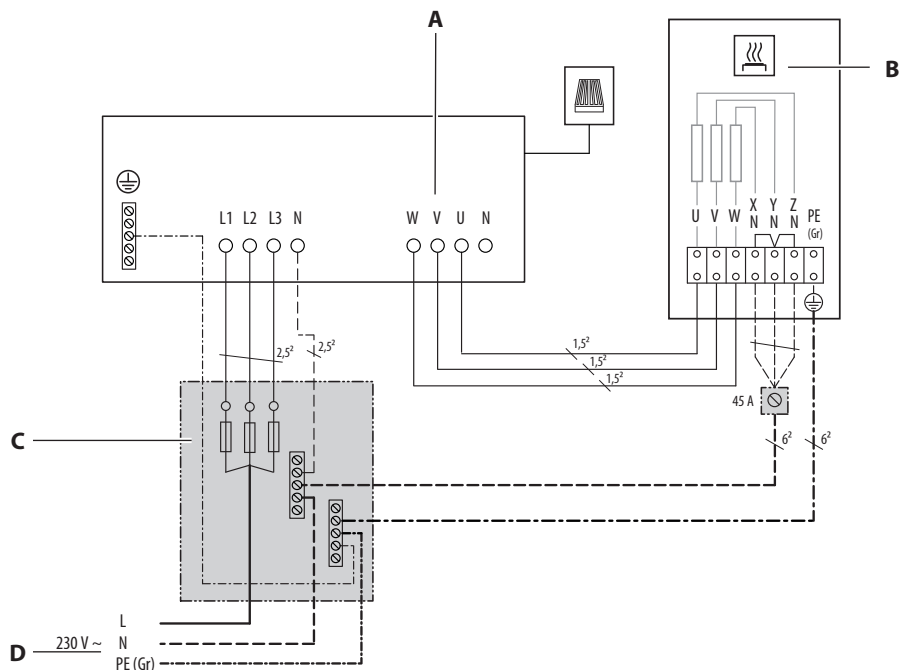 A
B
X Y Z
U V W N N N PE
(Gr)
L1 L2 L3 N
W V U N
2,5²
2,5²
1,5²
1,5²
1,5²
45 A
6²
6²
C
L
D 230 V ~ N
PE (Gr)